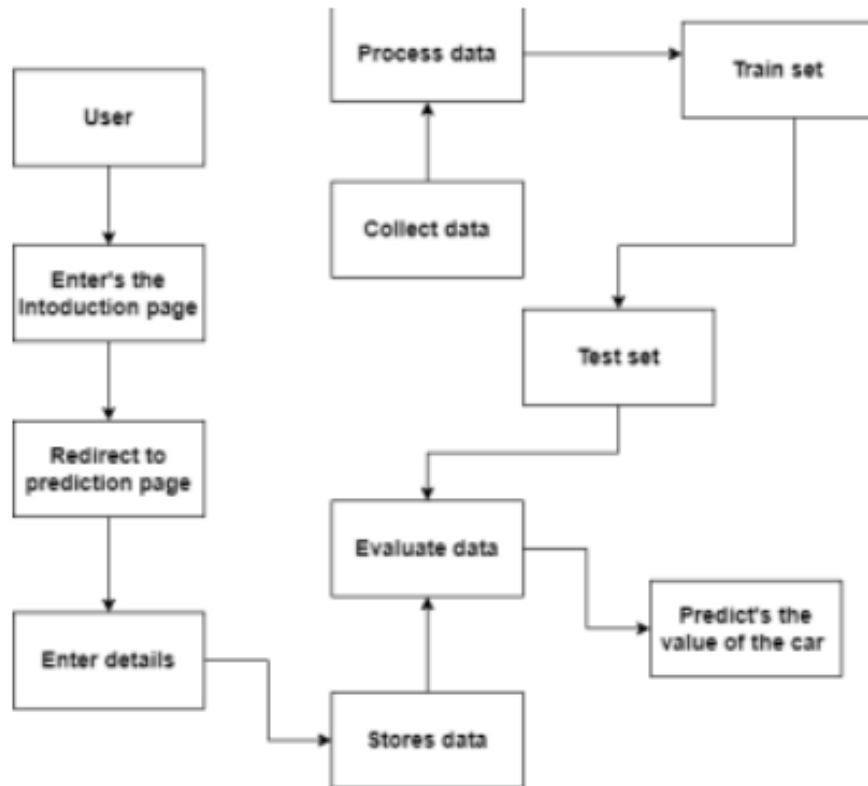 Process data
Train set
User
Collect data
Enter's the
Intoduction page
Test set
Redirect to
prediction page
Evaluate data
Predict's the
value of the car
Enter details
Stores data